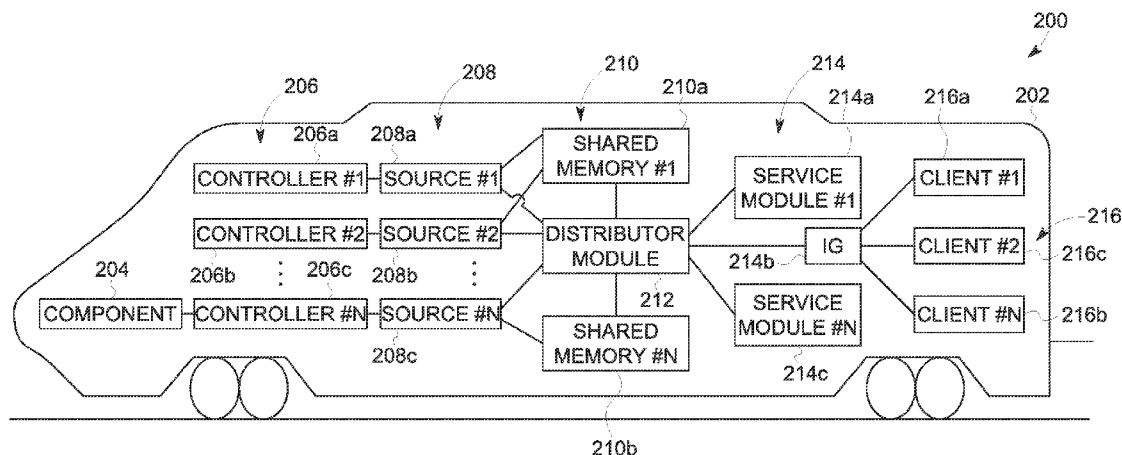 200
206
208
210
210a
214
214a
216a
202
206a
208a
CONTROLLER #1
SOURCE #1
SHARED
MEMORY #1
SERVICE
MODULE #1
CLIENT #1
CONTROLLER #2
SOURCE #2
DISTRIBUTOR
MODULE
IG
CLIENT #2
216
204
206b
206c
208b
212
214b
216c
COMPONENT
CONTROLLER #N
SOURCE #N
SHARED
MEMORY #N
SERVICE
MODULE #N
CLIENT #N
216b
208c
214c
210b